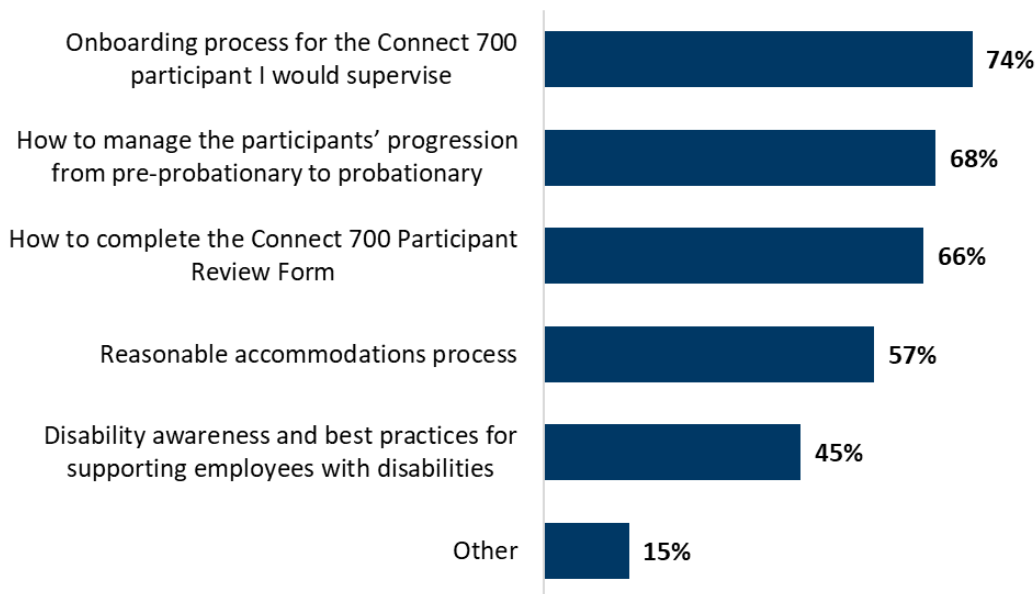 Onboarding process for the Connect 700
participant I would supervise
74%
How to manage the participants’ progression
from pre-probationary to probationary
68%
How to complete the Connect 700 Participant
Review Form
66%
Reasonable accommodations process
57%
Disability awareness and best practices for
supporting employees with disabilities
45%
Other
15%